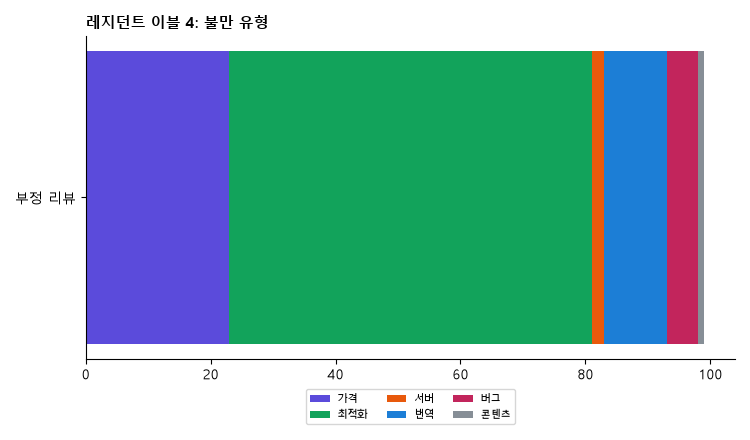 레지던트 이블 4: 불만 유형
부정 리뷰
0 20 40 60 80 100
가격 서버 버그
최적화 번역 콘텐츠